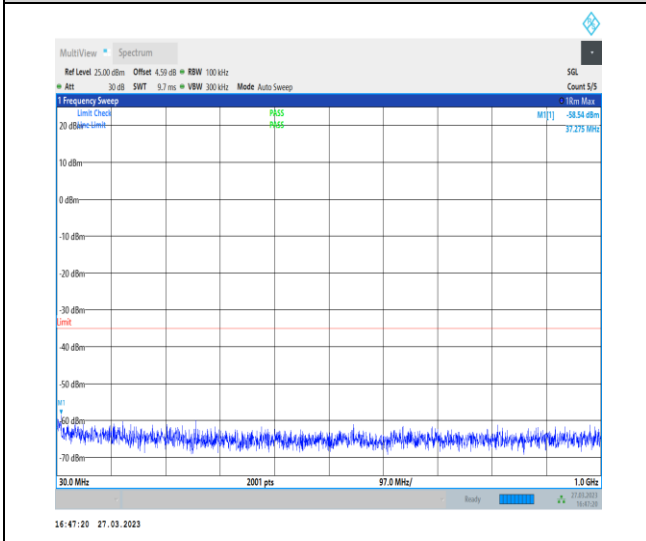 MultiView Spectrum
Ref Level 25.00 dBm Offset 4.59 dB RBW 100 kHz SGL
Att 30 dB SWT 9.7 ms VBW 300 kHz Mode Auto Sweep Count 5/5
1 Frequency Sweep 1Rm Max
Limit Check PASS M1[1] -58.54 dBm
20 dBm Line Limit PASS 37.275 MHz
10 dBm
0 dBm
-10 dBm
-20 dBm
-30 dBm
Limit
-40 dBm
-50 dBm
M1
-60 dBm
-70 dBm
30.0 MHz 2001 pts 97.0 MHz/ 1.0 GHz
Ready 27.03.2023
16:47:20
16:47:20 27.03.2023